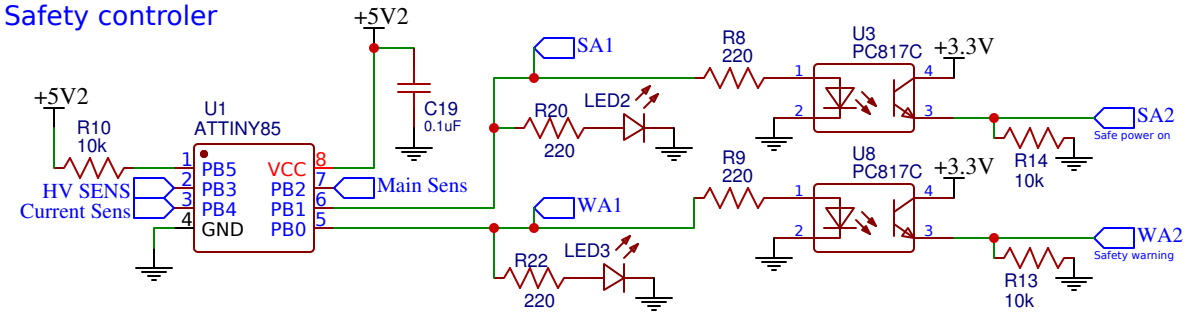 Safety controler
+5V2
+5V2
R10
10k
U1
ATTINY85
1
2
3
4
PB5
PB3
PB4
GND
VCC
PB2
PB1
PB0
8
7
6
5
HV SENS
Current Sens
Main Sens
C19
0.1uF
SA1
R20
220
LED2
R8
220
U3
PC817C
1
2
4
3
+3.3V
SA2
Safe power on
R14
10k
WA1
R22
220
LED3
R9
220
U8
PC817C
1
2
4
3
+3.3V
WA2
Safety warning
R13
10k